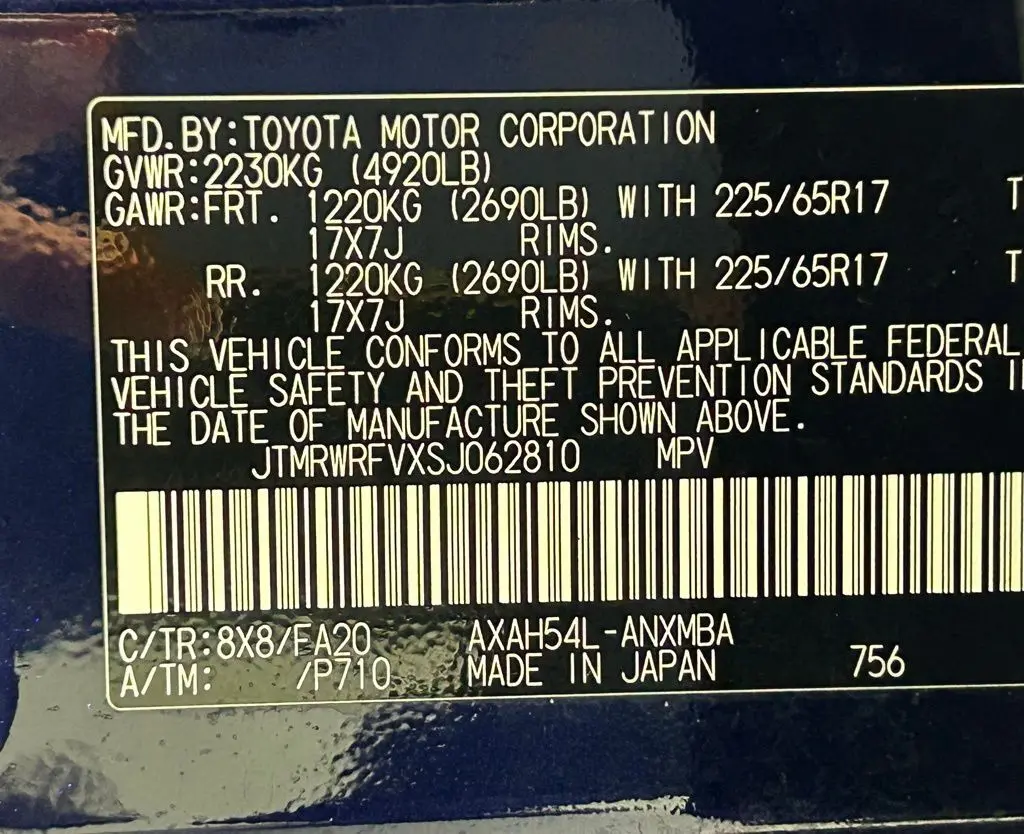 MFD.BY:TOYOTA MOTOR CORPORATION
GVWR:2230KG (4920LB)
GAWR:FRT. 1220KG (2690LB) WITH 225/65R17 T
17X7J RIMS.
RR. 1220KG (2690LB) WITH 225/65R17 T
17X7J RIMS.
THIS VEHICLE CONFORMS TO ALL APPLICABLE FEDERAL
VEHICLE SAFETY AND THEFT PREVENTION STANDARDS
THE DATE OF MANUFACTURE SHOWN ABOVE.
JTMRWRFVXSJ062810 MPV
C/TR:8X8/FA20 AXAH54L-ANXMBA
A/TM: /P710 MADE IN JAPAN 756